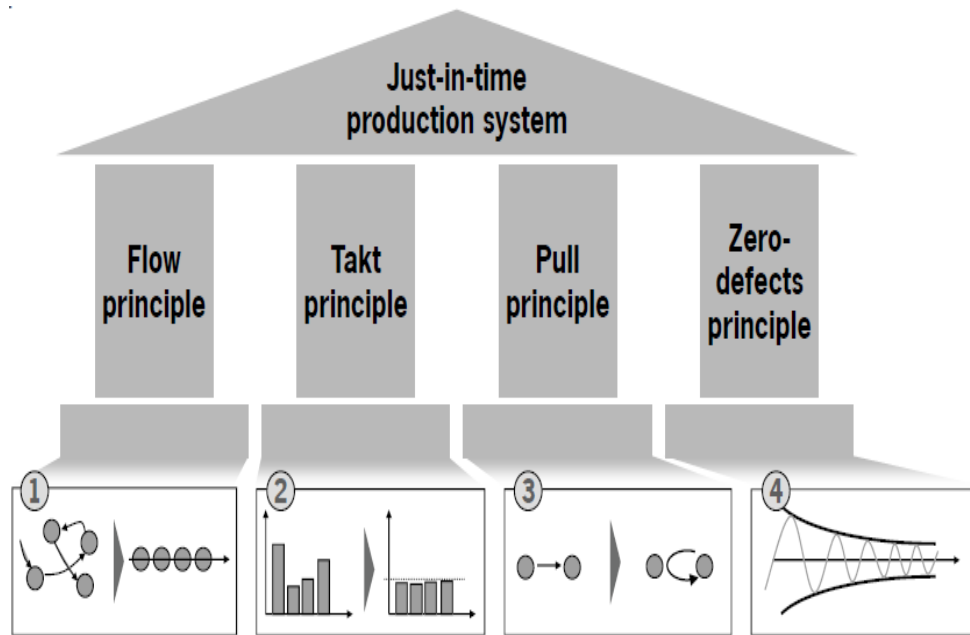 Just-in-time
production system
Flow
principle
Takt
principle
Pull
principle
Zero-
defects
principle
1
2
3
4